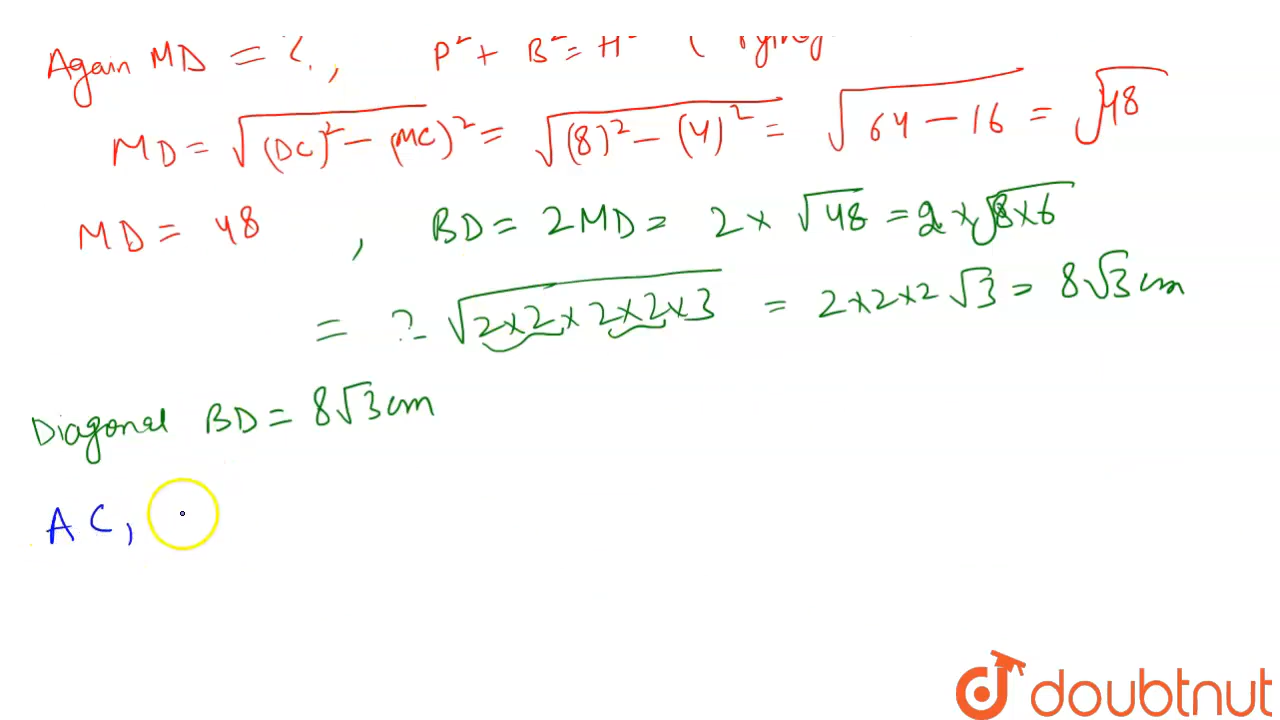 Again MD = ?, P² + B² = H² (
MD = √(DC)² – (MC)² = √(8)² – (4)² = √64 – 16 = √48
MD = 48 , BD = 2MD = 2 × √48 = 2 × √8×6
= 2 √2×2×2×2×3 = 2×2×2 √3 = 8√3 cm
Diagonal BD = 8√3 cm
AC,
doubtnut